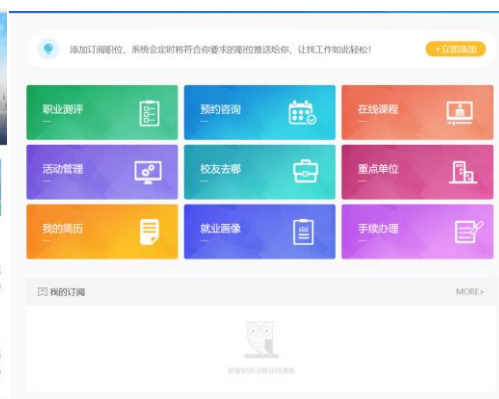 添加订阅职位，系统会定时将符合你要求的职位推送给你，让找工作如此轻松！
+立即添加
职业测评
预约咨询
在线课程
活动管理
校友去哪
重点单位
我的简历
就业画像
手续办理
我的订阅
MORE>